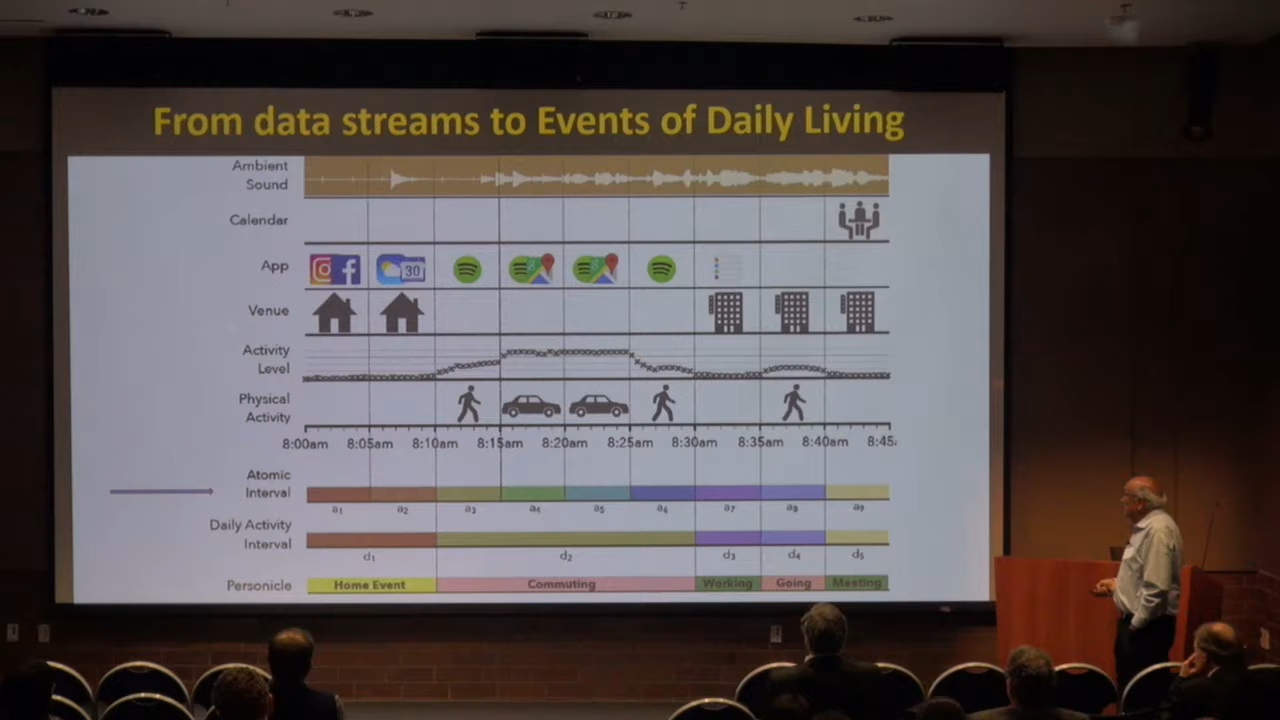 From data streams to Events of Daily Living
Ambient
Sound
Calendar
App
30
Venue
Activity
Level
Physical
Activity
8:00am 8:05am 8:10am 8:15am 8:20am 8:25am 8:30am 8:35am 8:40am 8:45
Atomic
Interval
a1 a2 a3 a4 a5 a6 a7 a8 a9
Daily Activity
Interval
d1 d2 d3 d4 d5
Personicle Home Event Commuting Working Going Meeting